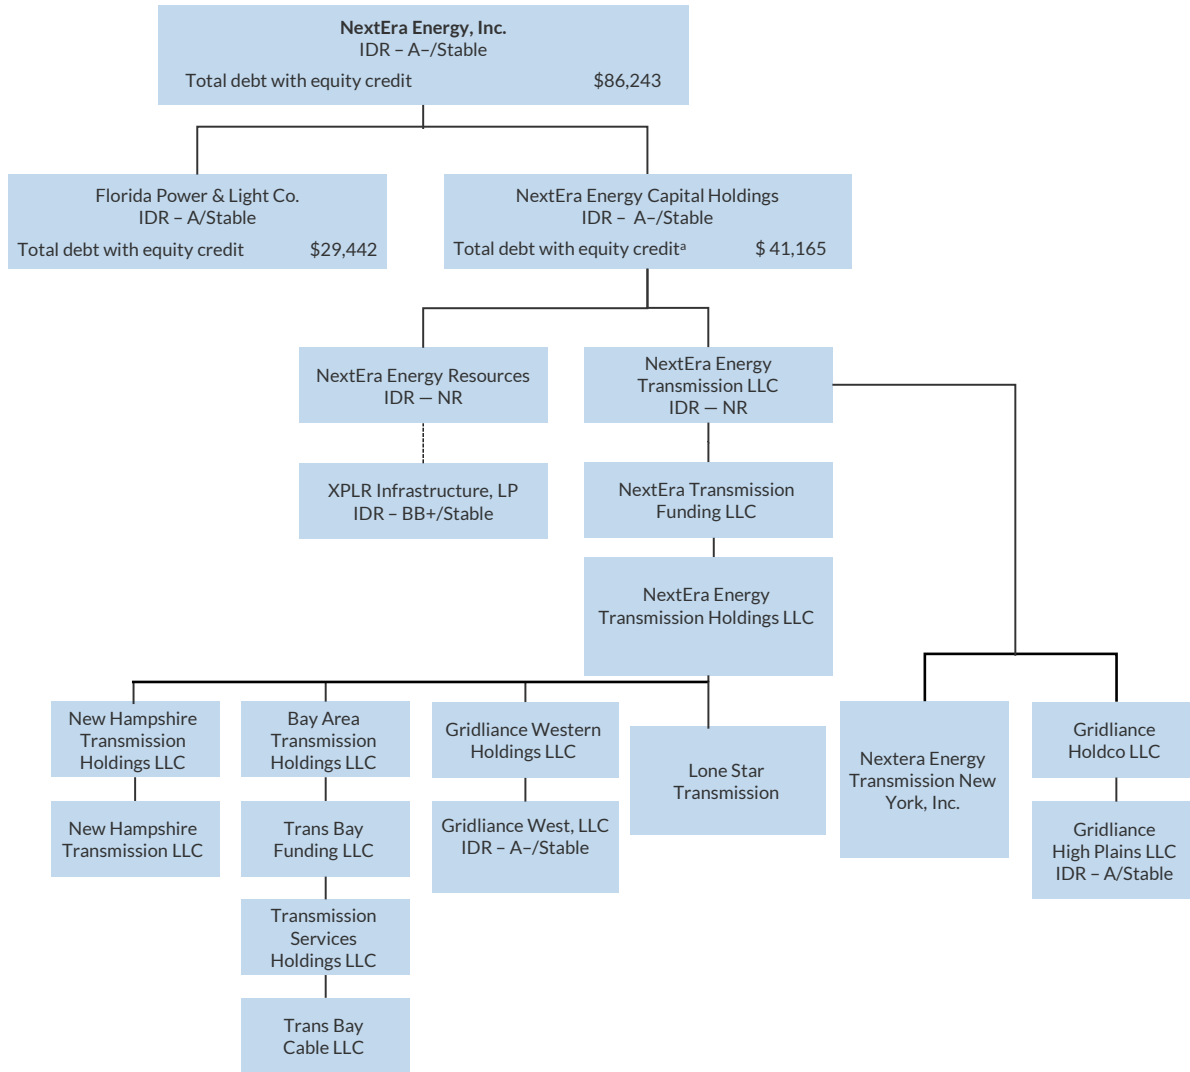 NextEra Energy, Inc.
IDR – A–/Stable
Total debt with equity credit $86,243
Florida Power & Light Co.
IDR – A/Stable
Total debt with equity credit $29,442
NextEra Energy Capital Holdings
IDR – A–/Stable
Total debt with equity creditᵃ $ 41,165
NextEra Energy Resources
IDR — NR
NextEra Energy
Transmission LLC
IDR — NR
XPLR Infrastructure, LP
IDR – BB+/Stable
NextEra Transmission
Funding LLC
NextEra Energy
Transmission Holdings LLC
New Hampshire
Transmission
Holdings LLC
Bay Area
Transmission
Holdings LLC
Gridliance Western
Holdings LLC
Lone Star
Transmission
Nextera Energy
Transmission New
York, Inc.
Gridliance
Holdco LLC
New Hampshire
Transmission LLC
Trans Bay
Funding LLC
Gridliance West, LLC
IDR – A–/Stable
Gridliance
High Plains LLC
IDR – A/Stable
Transmission
Services
Holdings LLC
Trans Bay
Cable LLC